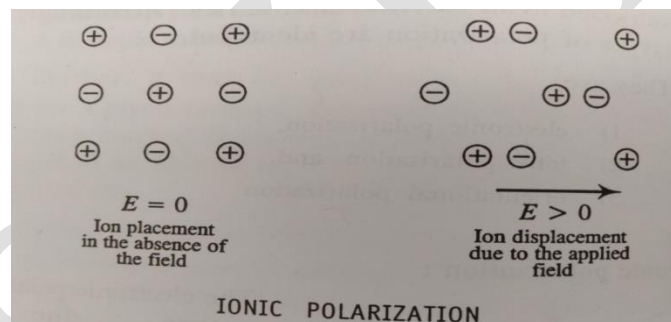 ⊕ ⊖ ⊕
⊖ ⊕ ⊖
⊕ ⊖ ⊕
E = 0
Ion placement
in the absence of
the field
⊕ ⊖ ⊕
⊖ ⊕ ⊖
⊕ ⊖ ⊕
E > 0
Ion displacement
due to the applied
field
IONIC POLARIZATION